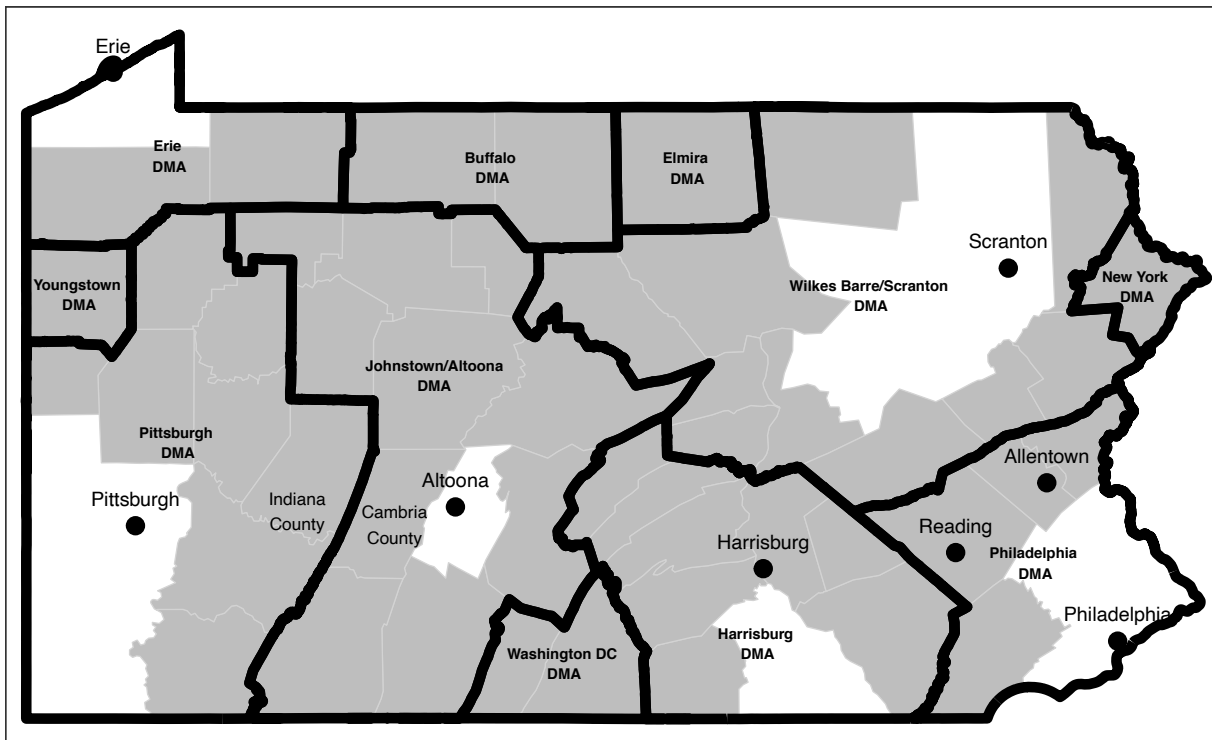 Erie
Erie
DMA
Buffalo
DMA
Elmira
DMA
Scranton
Youngstown
DMA
Wilkes Barre/Scranton
DMA
New York
DMA
Johnstown/Altoona
DMA
Pittsburgh
DMA
Pittsburgh
Indiana
County
Cambria
County
Altoona
Allentown
Reading
Harrisburg
Philadelphia
DMA
Philadelphia
Washington DC
DMA
Harrisburg
DMA